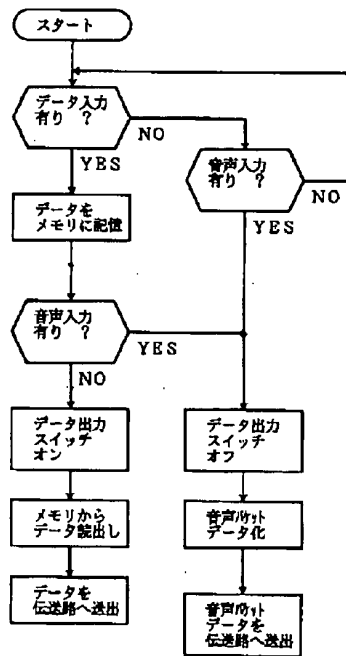 スタート
データ入力
有り ?
NO
YES
音声入力
有り ?
NO
YES
データを
メモリに記憶
音声入力
有り ?
YES
NO
データ出力
スイッチ
オン
データ出力
スイッチ
オフ
メモリから
データ読出し
音声パケット
データ化
データを
伝送路へ送出
音声パケット
データを
伝送路へ送出